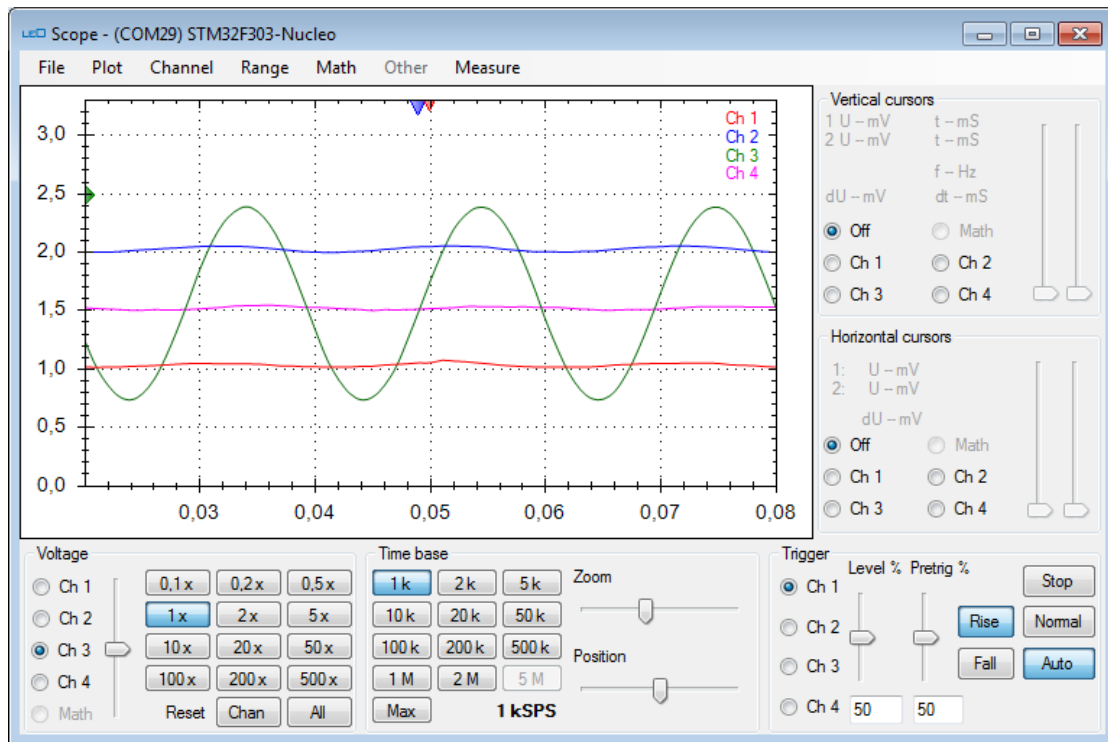 LEO Scope - (COM29) STM32F303-Nucleo
File Plot Channel Range Math Other Measure
3,0
2,5
2,0
1,5
1,0
0,5
0,0
0,03 0,04 0,05 0,06 0,07 0,08
Ch 1
Ch 2
Ch 3
Ch 4
Vertical cursors
1 U -- mV t -- mS
2 U -- mV t -- mS
f -- Hz
dU -- mV dt -- mS
Off Math
Ch 1 Ch 2
Ch 3 Ch 4
Horizontal cursors
1: U -- mV
2: U -- mV
dU -- mV
Off Math
Ch 1 Ch 2
Ch 3 Ch 4
Voltage
Ch 1 0,1 x 0,2 x 0,5 x
Ch 2 1 x 2 x 5 x
Ch 3 10 x 20 x 50 x
Ch 4 100 x 200 x 500 x
Math Reset Chan All
Time base
1 k 2 k 5 k
10 k 20 k 50 k
100 k 200 k 500 k
1 M 2 M 5 M
Max 1 kSPS
Zoom
Position
Trigger
Level % Pretrig %
Ch 1 Stop
Ch 2 Rise Normal
Ch 3 Fall Auto
Ch 4 50 50